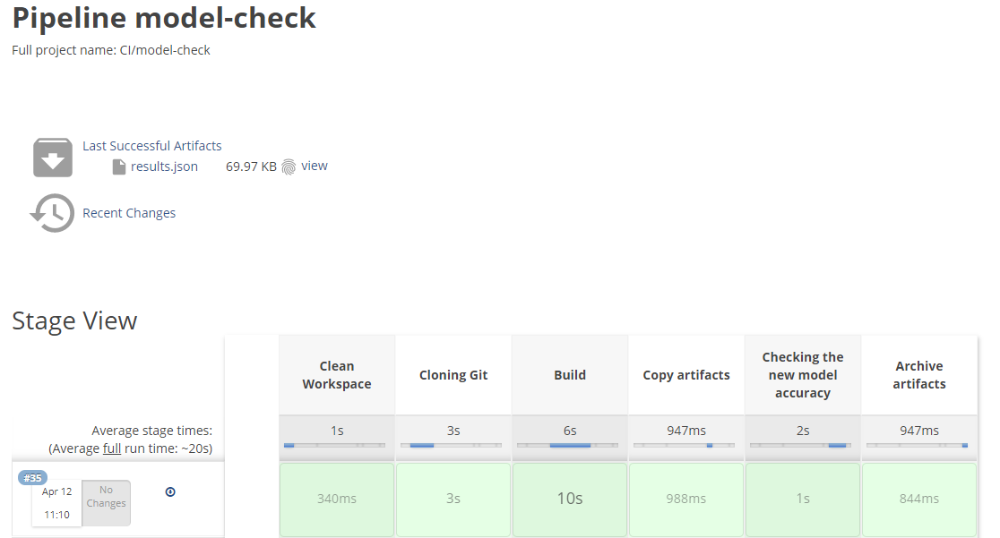 Pipeline model-check
Full project name: CI/model-check
Last Successful Artifacts
results.json 69.97 KB view
Recent Changes
Stage View
Clean
Workspace
Cloning Git
Build
Copy artifacts
Checking the
new model
accuracy
Archive
artifacts
Average stage times:
(Average full run time: ~20s)
1s 3s 6s 947ms 2s 947ms
#35
Apr 12
11:10
No
Changes
340ms 3s 10s 988ms 1s 844ms